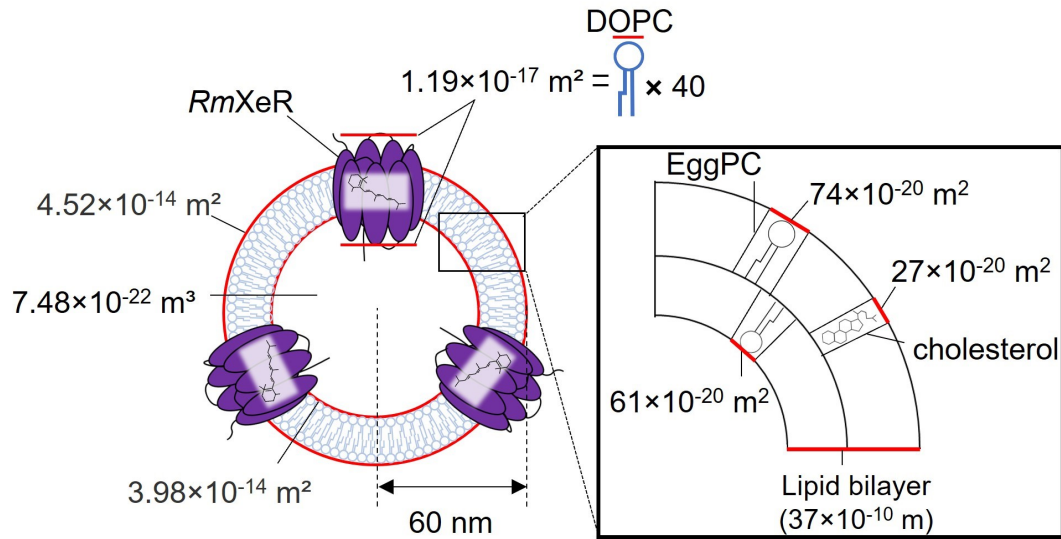 DOPC
1.19×10⁻¹⁷ m² =
× 40
RmXeR
4.52×10⁻¹⁴ m²
7.48×10⁻²² m³
3.98×10⁻¹⁴ m²
60 nm
EggPC
74×10⁻²⁰ m²
27×10⁻²⁰ m²
cholesterol
61×10⁻²⁰ m²
Lipid bilayer
(37×10⁻¹⁰ m)